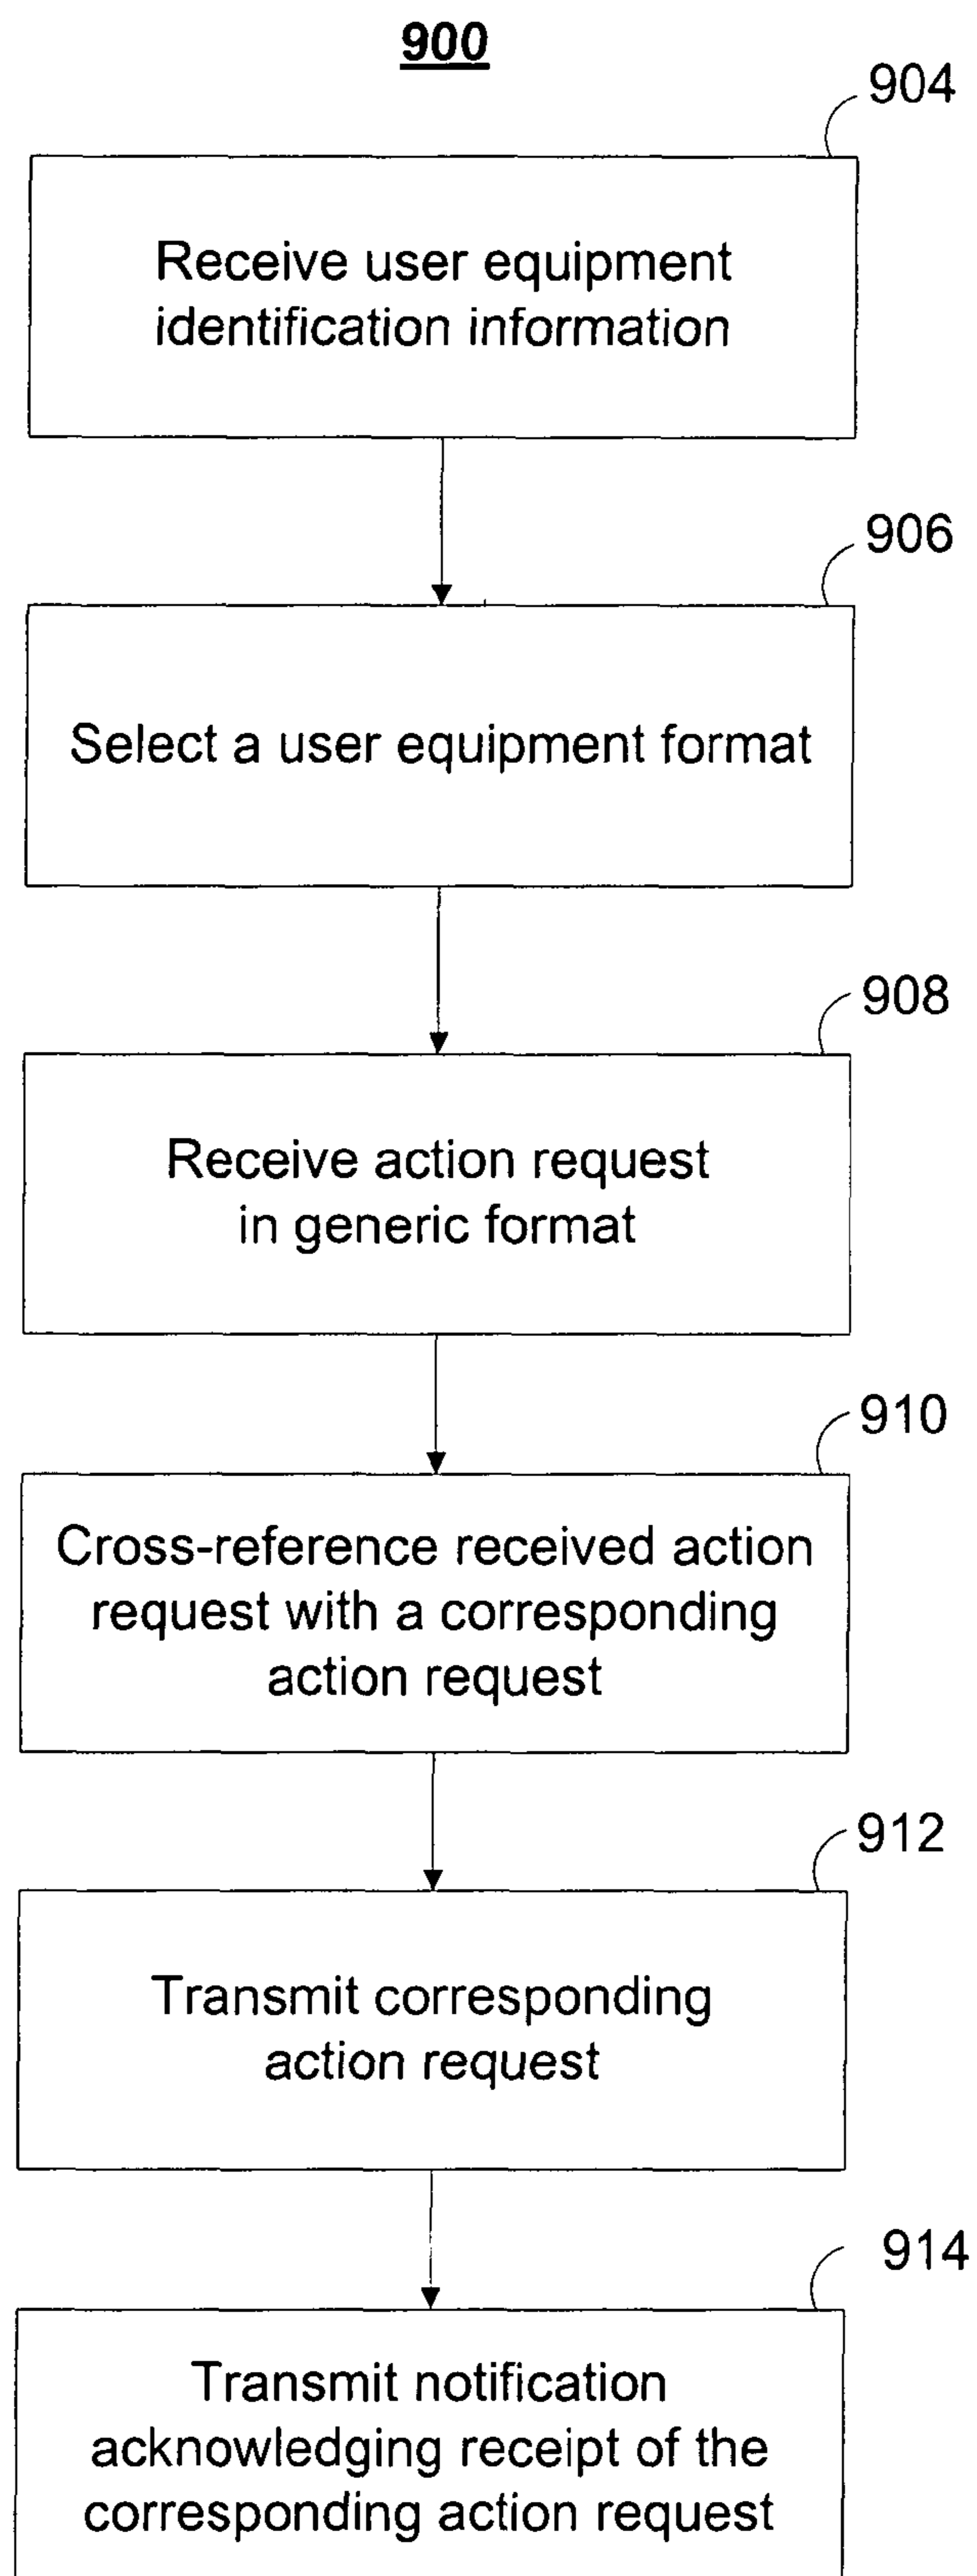 900
904
Receive user equipment
identification information
906
Select a user equipment format
908
Receive action request
in generic format
910
Cross-reference received action
request with a corresponding
action request
912
Transmit corresponding
action request
914
Transmit notification
acknowledging receipt of the
corresponding action request